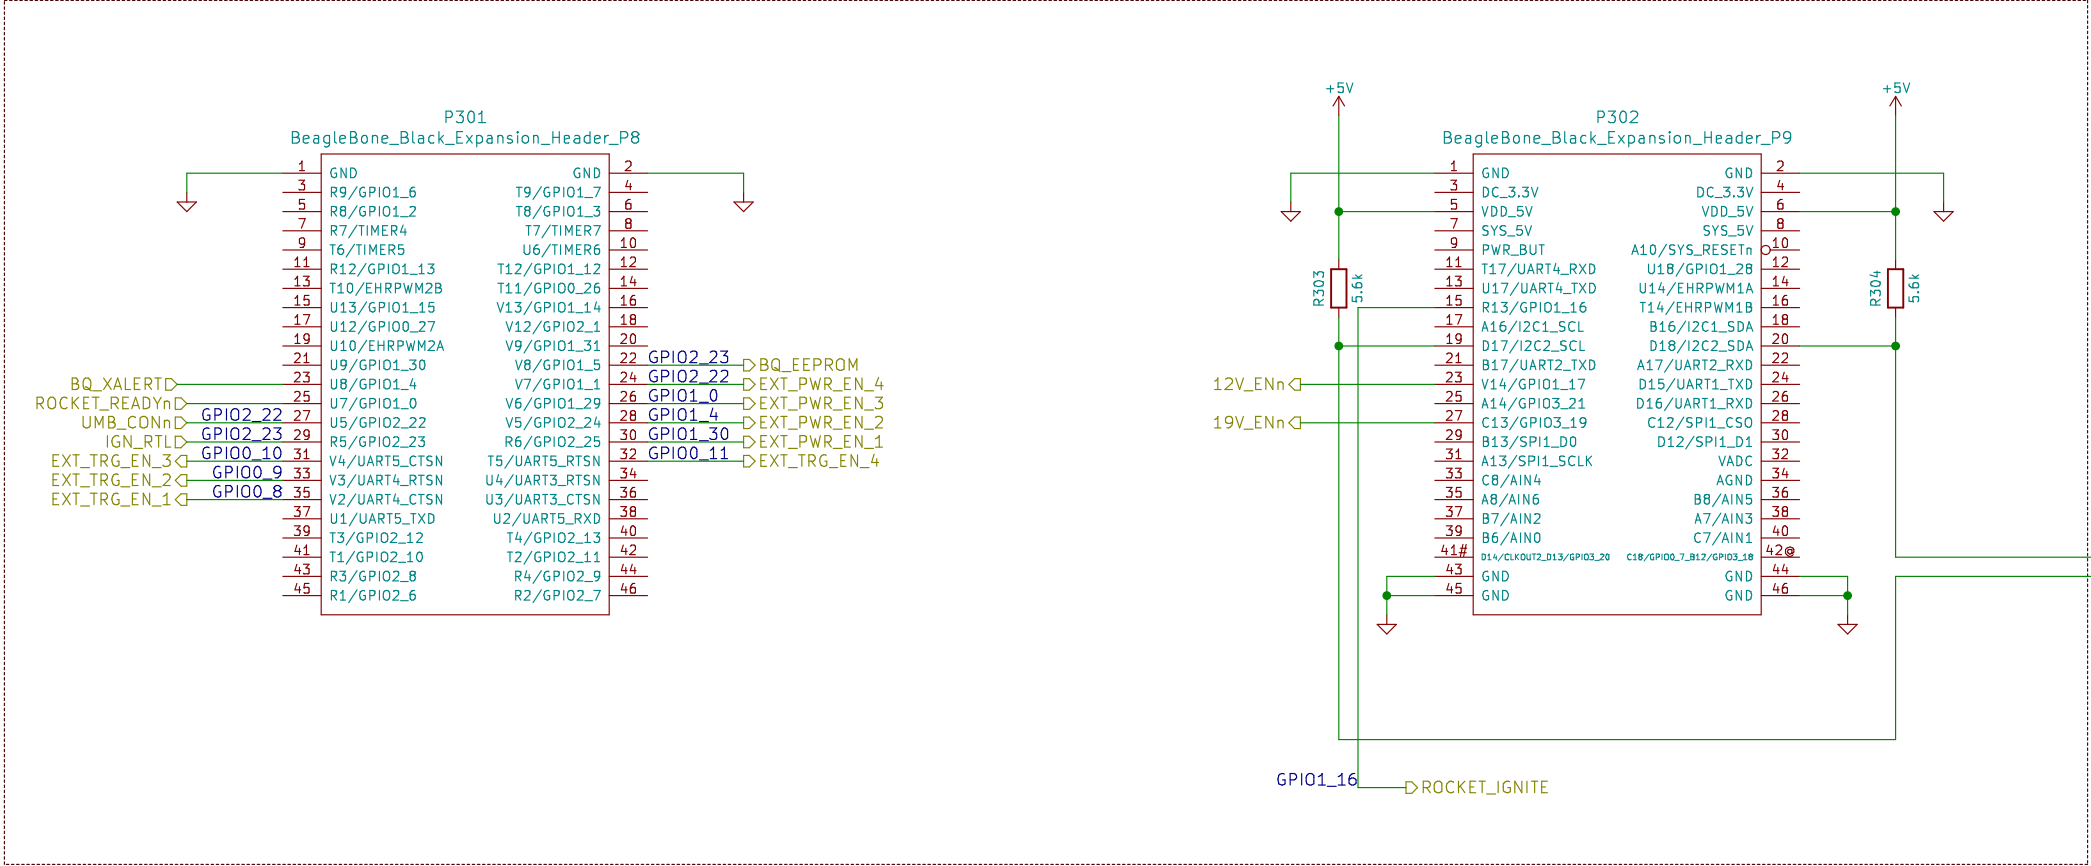 P301
BeagleBone_Black_Expansion_Header_P8
1 GND GND 2
3 R9/GPIO1_6 T9/GPIO1_7 4
5 R8/GPIO1_2 T8/GPIO1_3 6
7 R7/TIMER4 T7/TIMER7 8
9 T6/TIMER5 U6/TIMER6 10
11 R12/GPIO1_13 T12/GPIO1_12 12
13 T10/EHRPWM2B T11/GPIO0_26 14
15 U13/GPIO1_15 V13/GPIO1_14 16
17 U12/GPIO0_27 V12/GPIO2_1 18
19 U10/EHRPWM2A V9/GPIO1_31 20
21 U9/GPIO1_30 V8/GPIO1_5 22 GPIO2_23 BQ_EEPROM
BQ_XALERT 23 U8/GPIO1_4 V7/GPIO1_1 24 GPIO2_22 EXT_PWR_EN_4
ROCKET_READYn 25 U7/GPIO1_0 V6/GPIO1_29 26 GPIO1_0 EXT_PWR_EN_3
UMB_CONn GPIO2_22 27 U5/GPIO2_22 V5/GPIO2_24 28 GPIO1_4 EXT_PWR_EN_2
IGN_RTL GPIO2_23 29 R5/GPIO2_23 R6/GPIO2_25 30 GPIO1_30 EXT_PWR_EN_1
EXT_TRG_EN_3 GPIO0_10 31 V4/UART5_CTSN T5/UART5_RTSN 32 GPIO0_11 EXT_TRG_EN_4
EXT_TRG_EN_2 GPIO0_9 33 V3/UART4_RTSN U4/UART3_RTSN 34
EXT_TRG_EN_1 GPIO0_8 35 V2/UART4_CTSN U3/UART3_CTSN 36
37 U1/UART5_TXD U2/UART5_RXD 38
39 T3/GPIO2_12 T4/GPIO2_13 40
41 T1/GPIO2_10 T2/GPIO2_11 42
43 R3/GPIO2_8 R4/GPIO2_9 44
45 R1/GPIO2_6 R2/GPIO2_7 46
+5V
+5V
P302
BeagleBone_Black_Expansion_Header_P9
1 GND GND 2
3 DC_3.3V DC_3.3V 4
5 VDD_5V VDD_5V 6
7 SYS_5V SYS_5V 8
9 PWR_BUT A10/SYS_RESETn 10
11 T17/UART4_RXD U18/GPIO1_28 12
R303 5.6k 13 U17/UART4_TXD U14/EHRPWM1A 14 R304 5.6k
15 R13/GPIO1_16 T14/EHRPWM1B 16
17 A16/I2C1_SCL B16/I2C1_SDA 18
19 D17/I2C2_SCL D18/I2C2_SDA 20
21 B17/UART2_TXD A17/UART2_RXD 22
12V_ENn 23 V14/GPIO1_17 D15/UART1_TXD 24
25 A14/GPIO3_21 D16/UART1_RXD 26
19V_ENn 27 C13/GPIO3_19 C12/SPI1_CSO 28
29 B13/SPI1_D0 D12/SPI1_D1 30
31 A13/SPI1_SCLK VADC 32
33 C8/AIN4 AGND 34
35 A8/AIN6 B8/AIN5 36
37 B7/AIN2 A7/AIN3 38
39 B6/AIN0 C7/AIN1 40
41# D14/CLKOUT2_D13/GPIO3_20 C18/GPIO0_7_B12/GPIO3_18 42@
43 GND GND 44
45 GND GND 46
GPIO1_16 ROCKET_IGNITE